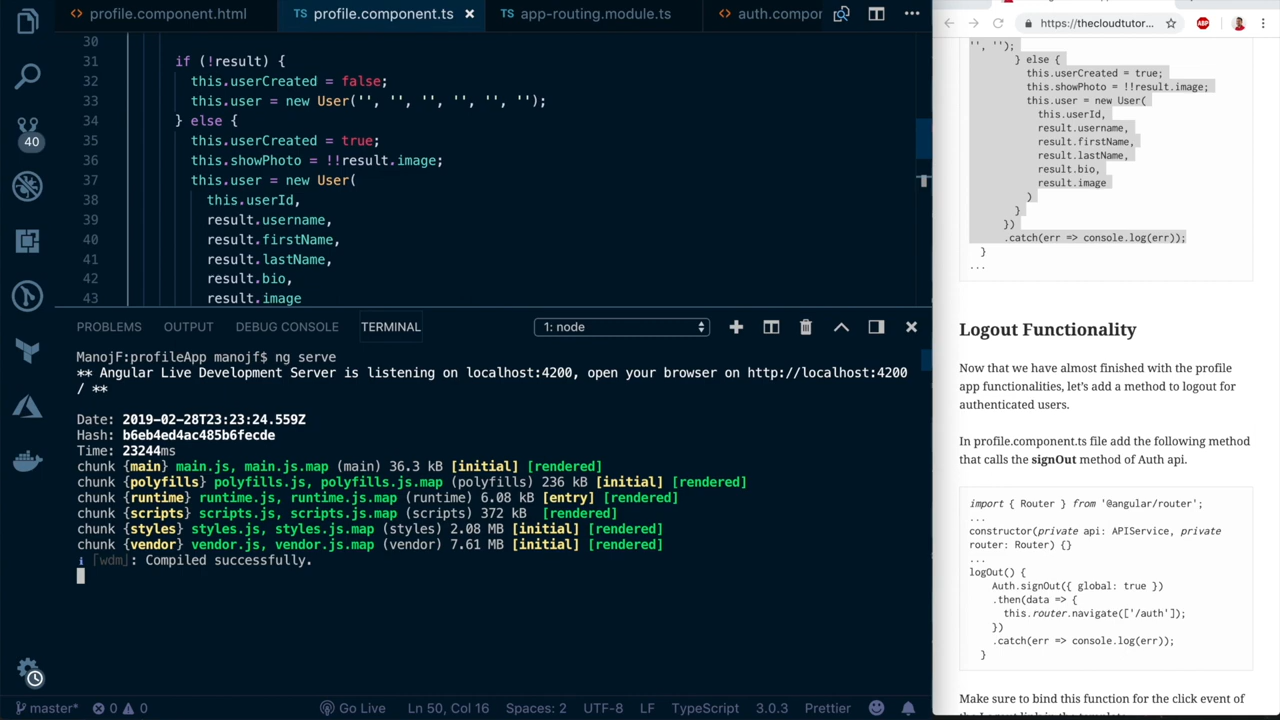 profile.component.html
profile.component.ts
app-routing.module.ts
auth.compor
30
31 if (!result) {
32 this.userCreated = false;
33 this.user = new User('', '', '', '', '', '');
34 } else {
35 this.userCreated = true;
36 this.showPhoto = !!result.image;
37 this.user = new User(
38 this.userId,
39 result.username,
40 result.firstName,
41 result.lastName,
42 result.bio,
43 result.image
40
PROBLEMS OUTPUT DEBUG CONSOLE TERMINAL 1: node
ManojF:profileApp manojf$ ng serve
** Angular Live Development Server is listening on localhost:4200, open your browser on http://localhost:4200
/ **
Date: 2019-02-28T23:23:24.559Z
Hash: b6eb4ed4ac485b6fecde
Time: 23244ms
chunk {main} main.js, main.js.map (main) 36.3 kB [initial] [rendered]
chunk {polyfills} polyfills.js, polyfills.js.map (polyfills) 236 kB [initial] [rendered]
chunk {runtime} runtime.js, runtime.js.map (runtime) 6.08 kB [entry] [rendered]
chunk {scripts} scripts.js, scripts.js.map (scripts) 372 kB [rendered]
chunk {styles} styles.js, styles.js.map (styles) 2.08 MB [initial] [rendered]
chunk {vendor} vendor.js, vendor.js.map (vendor) 7.61 MB [initial] [rendered]
ℹ ｢wdm｣: Compiled successfully.
master* 0 0 Go Live Ln 50, Col 16 Spaces: 2 UTF-8 LF TypeScript 3.0.3 Prettier
https://thecloudtutor...
ABP
'', '');
} else {
this.userCreated = true;
this.showPhoto = !!result.image;
this.user = new User(
this.userId,
result.username,
result.firstName,
result.lastName,
result.bio,
result.image
)
}
})
.catch(err => console.log(err));
}
...
Logout Functionality
Now that we have almost finished with the profile
app functionalities, let's add a method to logout for
authenticated users.
In profile.component.ts file add the following method
that calls the signOut method of Auth api.
import { Router } from '@angular/router';
...
constructor(private api: APIService, private
router: Router) {}
...
logOut() {
Auth.signOut({ global: true })
.then(data => {
this.router.navigate(['/auth']);
})
.catch(err => console.log(err));
}
Make sure to bind this function for the click event of